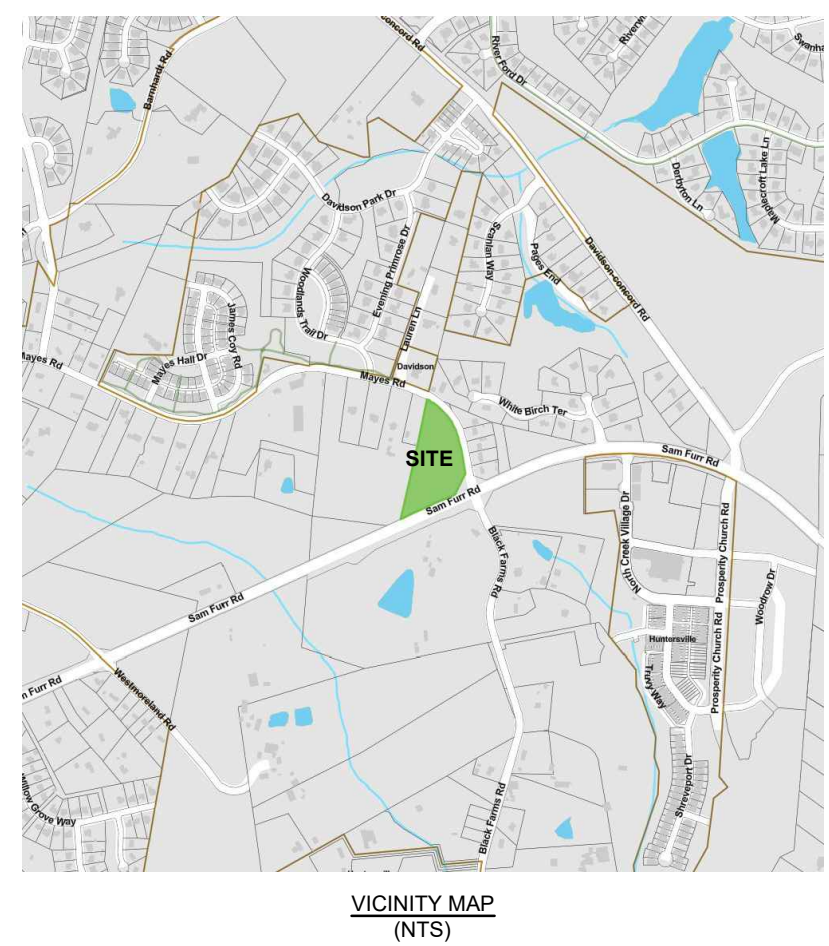 Concord Rd
River Ford Dr
Barnhardt Rd
Derbyton Ln
Maplecroft Lake Ln
Davidson Park Dr
Evening Primrose Dr
Scanlan Way
Pages End
Davidson-concord Rd
Woodlands Trail Dr
James Coy Rd
Lauren Ln
Mayes Rd
Mayes Hall Dr
Davidson
Mayes Rd
White Birch Ter
SITE
Sam Furr Rd
Sam Furr Rd
Black Farms Rd
North Creek Village Dr
Prosperity Church Rd
Woodrow Dr
Sam Furr Rd
Huntersville
Prosperity Church Rd
Truvy Way
Westmoreland Rd
n Furr Rd
Shreveport Dr
Willow Grove Way
Black Farms Rd
VICINITY MAP
(NTS)